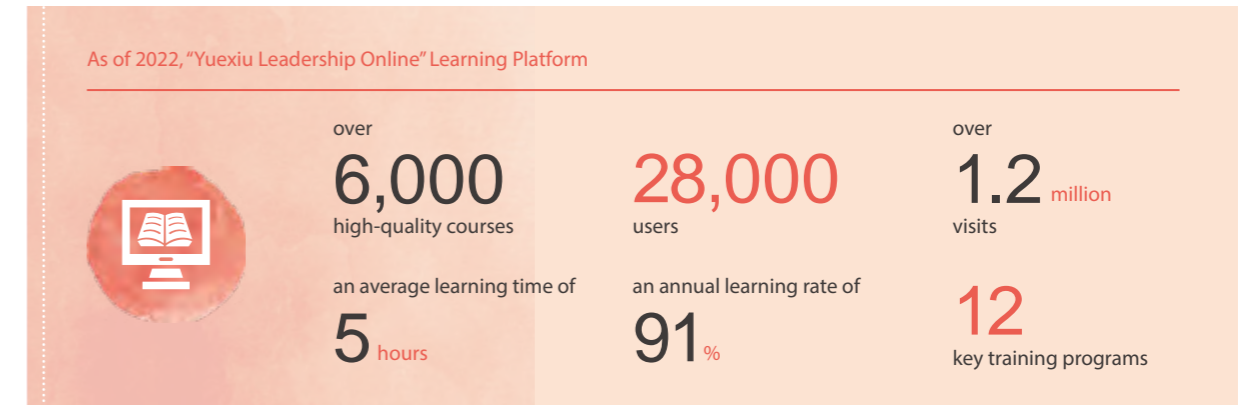 As of 2022, “Yuexiu Leadership Online” Learning Platform
over
6,000
high-quality courses
28,000
users
over
1.2 million
visits
an average learning time of
5 hours
an annual learning rate of
91%
12
key training programs